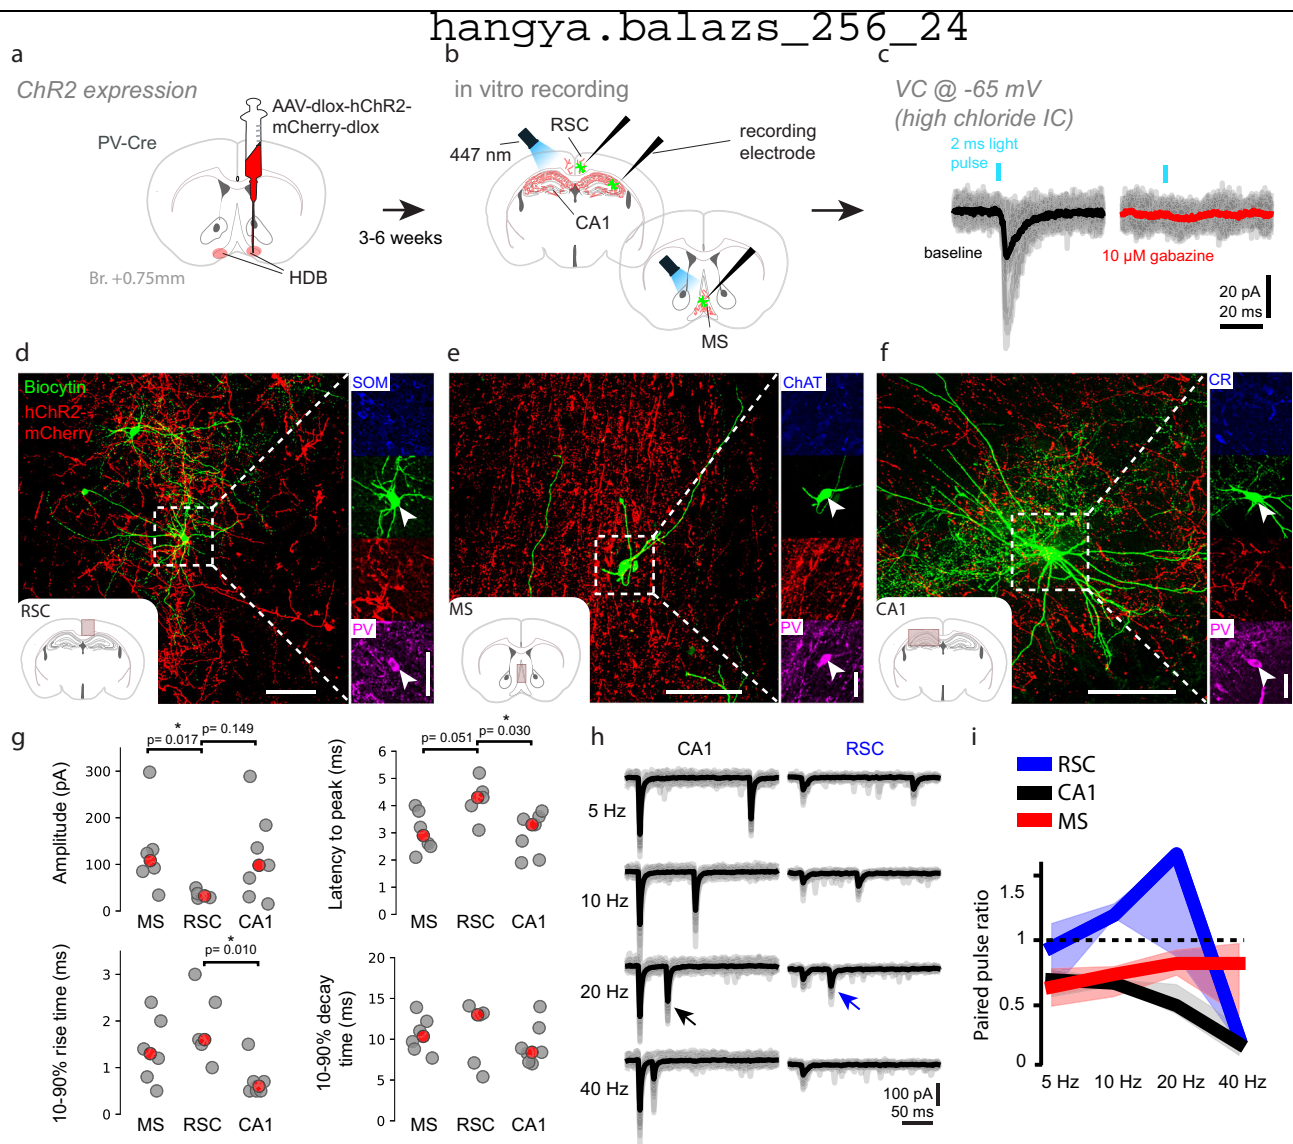 hangya.balazs_256_24
a
ChR2 expression
PV-Cre
AAV-dlox-hChR2-
mCherry-dlox
Br. +0.75mm
HDB
3-6 weeks
b
in vitro recording
447 nm
RSC
recording
electrode
CA1
MS
c
VC @ -65 mV
(high chloride IC)
2 ms light
pulse
baseline
10 µM gabazine
20 pA
20 ms
d
Biocytin
hChR2-
mCherry
SOM
PV
RSC
e
ChAT
PV
MS
f
CR
PV
CA1
g
*
p= 0.017
p= 0.149
Amplitude (pA)
300
200
100
0
MS RSC CA1
*
p= 0.051
p= 0.030
Latency to peak (ms)
6
5
4
3
2
1
0
MS RSC CA1
*
p= 0.010
10-90% rise time (ms)
3
2
1
0
MS RSC CA1
10-90% decay
time (ms)
20
15
10
5
0
MS RSC CA1
h
CA1
RSC
5 Hz
10 Hz
20 Hz
40 Hz
100 pA
50 ms
i
RSC
CA1
MS
Paired pulse ratio
1.5
1
0.5
0
5 Hz 10 Hz 20 Hz 40 Hz